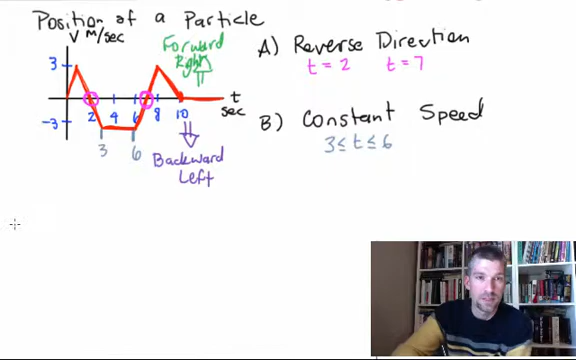 Position of a Particle
V m/sec
3
-3
2
4
6
8
10
t
sec
3
6
Forward
Right
Backward
Left
A) Reverse Direction
t = 2 t = 7
B) Constant Speed
3 ≤ t ≤ 6